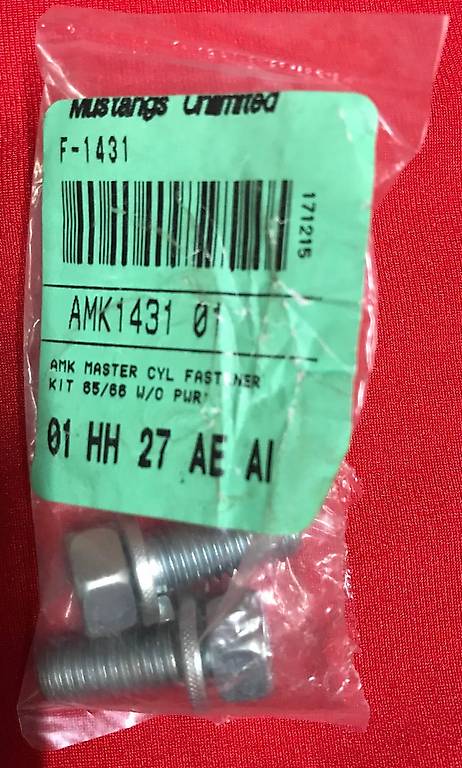 Mustangs Unlimited
F-1431
171215
AMK1431 01
AMK MASTER CYL FASTENER
KIT 65/66 W/O PWR
01 HH 27 AE AI